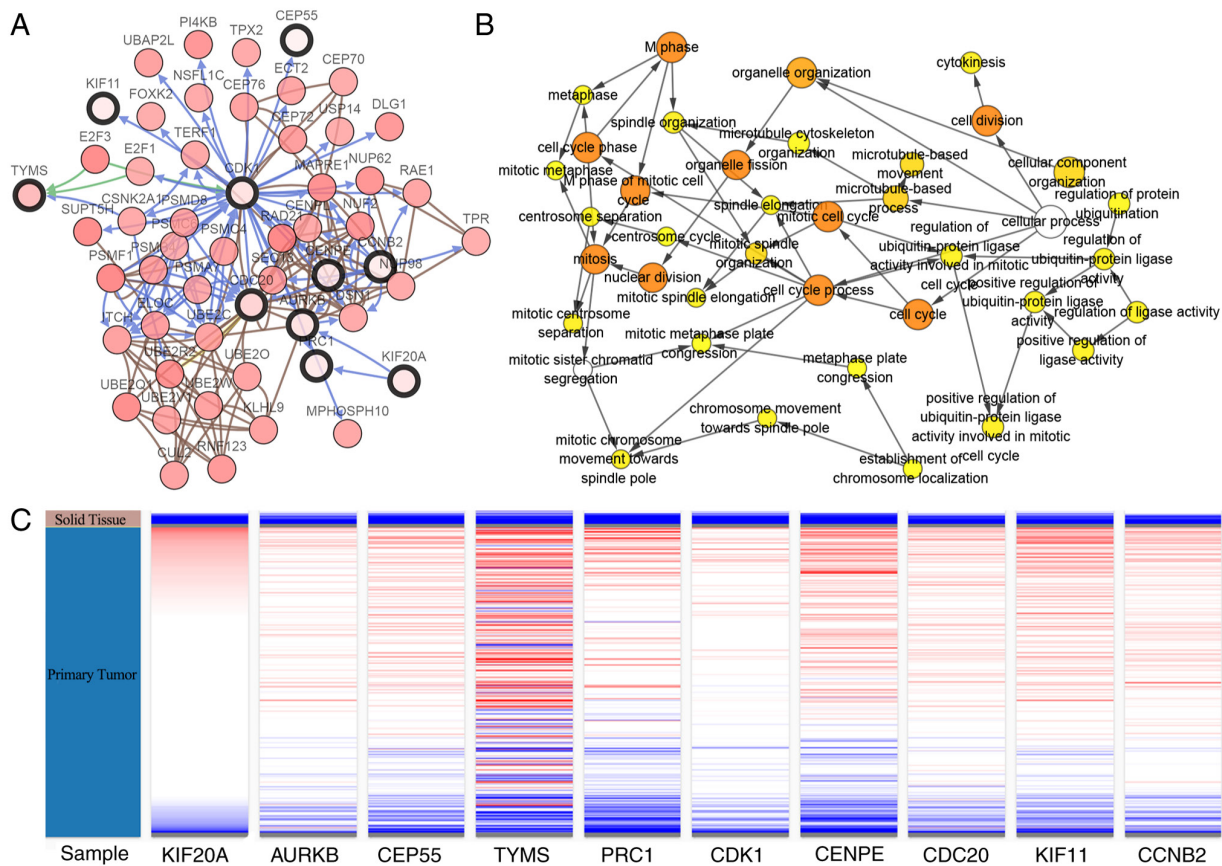 A
CEP55
PI4KB
UBAP2L
TPX2
CEP70
KIF11
NSFL1C
ECT2
CEP76
FOXK2
USP14
DLG1
CEP72
E2F3
TERF1
E2F1
CDK1
NUP62
MAPRE1
RAE1
TYMS
CSNK2A1
PSMD8
SUPT5H
NUF2
RAD21
TPR
PSMC4
CCNB2
PSMF1
CENPE
SEC13
NUP98
PSMA7
CDC20
ELOC
AURKB
DSN1
ITCH
UBE2C
PRC1
UBE2R2
UBE2O
KIF20A
UBE2Q1
UBE2W
UBE2V1
KLHL9
MPHOSPH10
CUL2
RNF123
B
M phase
organelle organization
cytokinesis
metaphase
spindle organization
cell division
microtubule cytoskeleton
organization
cell cycle phase
organelle fission
microtubule-based
movement
cellular component
organization
mitotic metaphase
M phase of mitotic cell
cycle
microtubule-based
process
regulation of protein
ubiquitination
spindle elongation
centrosome separation
mitotic cell cycle
cellular process
centrosome cycle
mitotic spindle
organization
regulation of
ubiquitin-protein ligase
activity involved in mitotic
cell cycle
regulation of
ubiquitin-protein ligase
activity
mitosis
nuclear division
cell cycle process
mitotic spindle elongation
positive regulation of
ubiquitin-protein ligase
activity
cell cycle
regulation of ligase activity
mitotic centrosome
separation
mitotic metaphase plate
congression
positive regulation of
ligase activity
mitotic sister chromatid
segregation
metaphase plate
congression
positive regulation of
ubiquitin-protein ligase
activity involved in mitotic
cell cycle
chromosome movement
towards spindle pole
mitotic chromosome
movement towards
spindle pole
establishment of
chromosome localization
C
Solid Tissue
Primary Tumor
Sample KIF20A AURKB CEP55 TYMS PRC1 CDK1 CENPE CDC20 KIF11 CCNB2